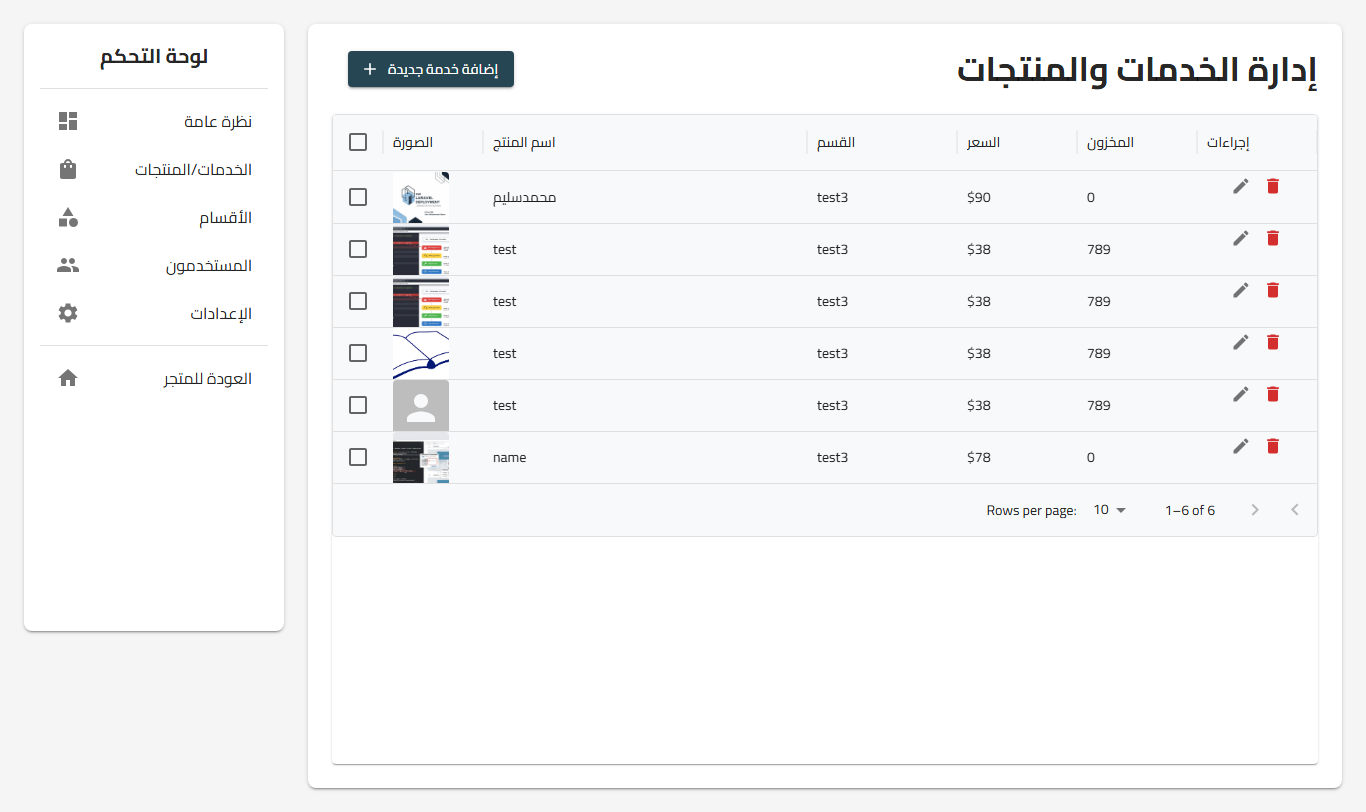 لوحة التحكم
نظرة عامة
الخدمات/المنتجات
الأقسام
المستخدمون
الإعدادات
العودة للمتجر
إدارة الخدمات والمنتجات
إضافة خدمة جديدة
الصورة اسم المنتج القسم السعر المخزون إجراءات
LARAVEL
DEPLOYMENT
محمدسليم test3 $90 0
test test3 $38 789
test test3 $38 789
test test3 $38 789
test test3 $38 789
name test3 $78 0
Rows per page: 10 1–6 of 6